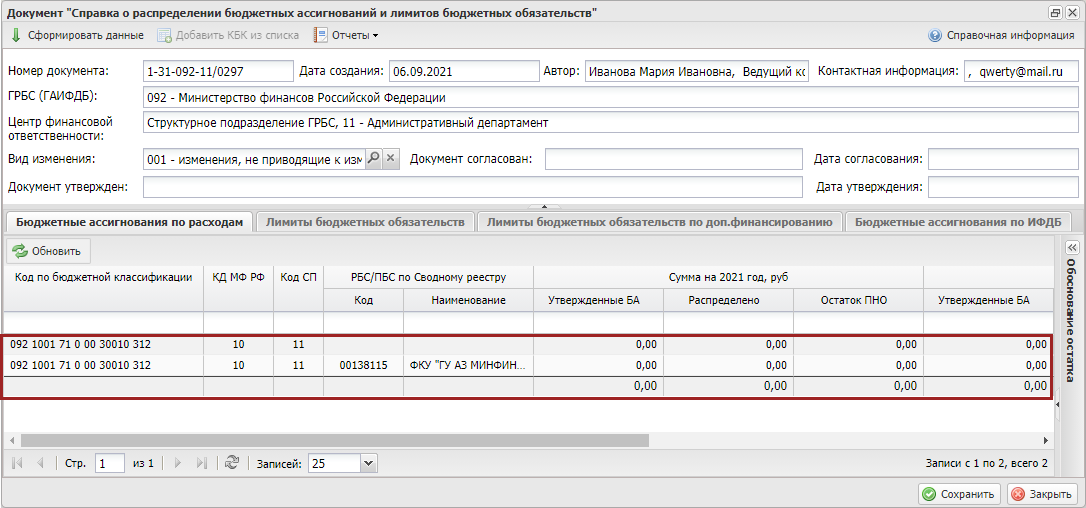 Документ "Справка о распределении бюджетных ассигнований и лимитов бюджетных обязательств"
Сформировать данные Добавить КБК из списка Отчеты Справочная информация
Номер документа: 1-31-092-11/0297 Дата создания: 06.09.2021 Автор: Иванова Мария Ивановна, Ведущий кс Контактная информация: , qwerty@mail.ru
ГРБС (ГАИФДБ): 092 - Министерство финансов Российской Федерации
Центр финансовой ответственности: Структурное подразделение ГРБС, 11 - Административный департамент
Вид изменения: 001 - изменения, не приводящие к изм Документ согласован: Дата согласования:
Документ утвержден: Дата утверждения:
Бюджетные ассигнования по расходам Лимиты бюджетных обязательств Лимиты бюджетных обязательств по доп.финансированию Бюджетные ассигнования по ИФДБ
Обновить
Код по бюджетной классификации КД МФ РФ Код СП РБС/ПБС по Сводному реестру Сумма на 2021 год, руб
Код Наименование Утвержденные БА Распределено Остаток ПНО Утвержденные БА
092 1001 71 0 00 30010 312 10 11 0,00 0,00 0,00 0,00
092 1001 71 0 00 30010 312 10 11 00138115 ФКУ "ГУ АЗ МИНФИН... 0,00 0,00 0,00 0,00
0,00 0,00 0,00 0,00
Обоснование остатка
Стр. 1 из 1 Записей: 25 Записи с 1 по 2, всего 2
Сохранить Закрыть